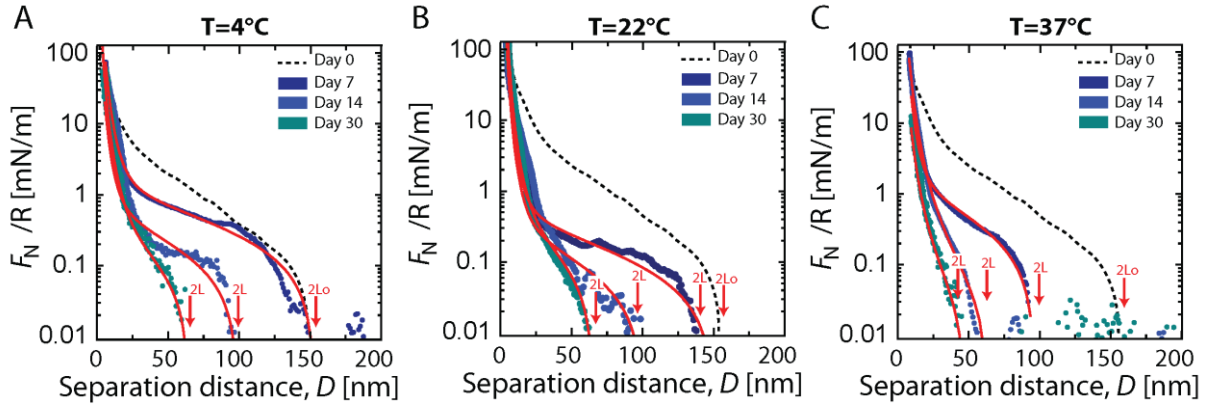 A
T=4°C
100
10
1
0.1
0.01
F_N /R [mN/m]
Day 0
Day 7
Day 14
Day 30
2L
2L
2Lo
0
50
100
150
200
Separation distance, D [nm]
B
T=22°C
100
10
1
0.1
0.01
F_N /R [mN/m]
Day 0
Day 7
Day 14
Day 30
2L
2L
2L
2Lo
0
50
100
150
200
Separation distance, D [nm]
C
T=37°C
100
10
1
0.1
0.01
F_N /R [mN/m]
Day 0
Day 7
Day 14
Day 30
2L
2L
2L
2Lo
0
50
100
150
200
Separation distance, D [nm]